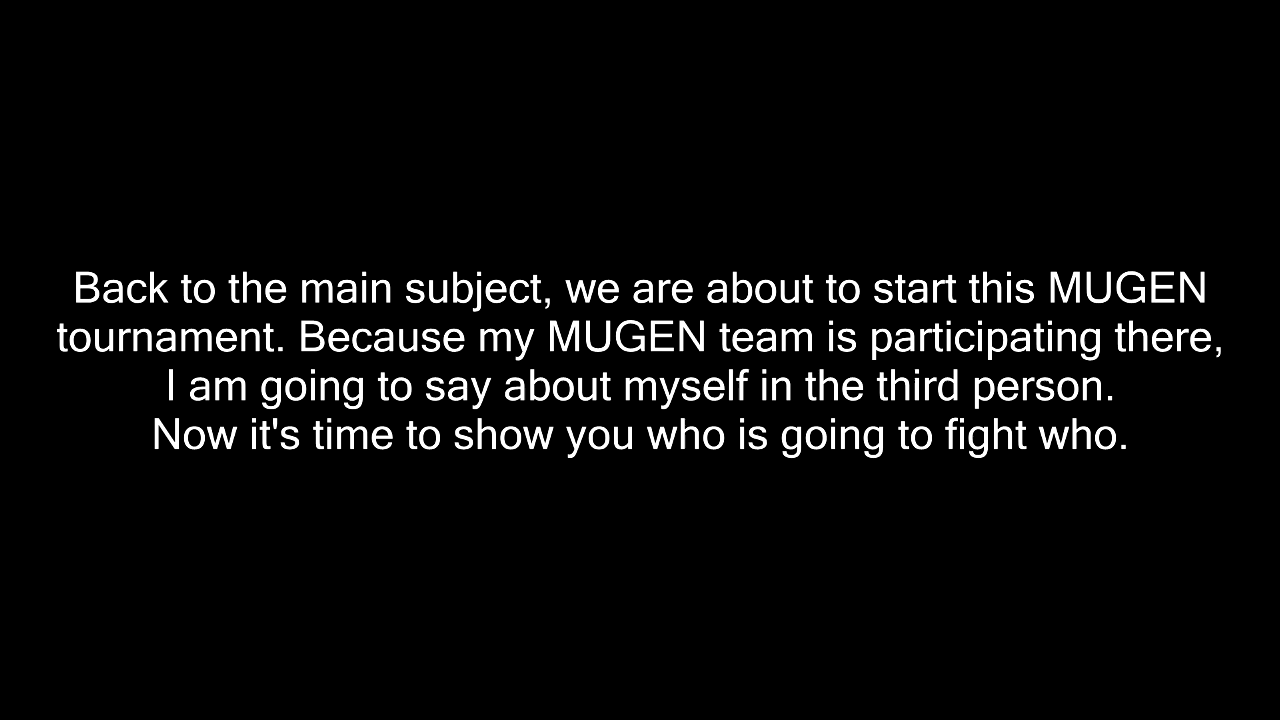 Back to the main subject, we are about to start this MUGEN
tournament. Because my MUGEN team is participating there,
I am going to say about myself in the third person.
Now it's time to show you who is going to fight who.